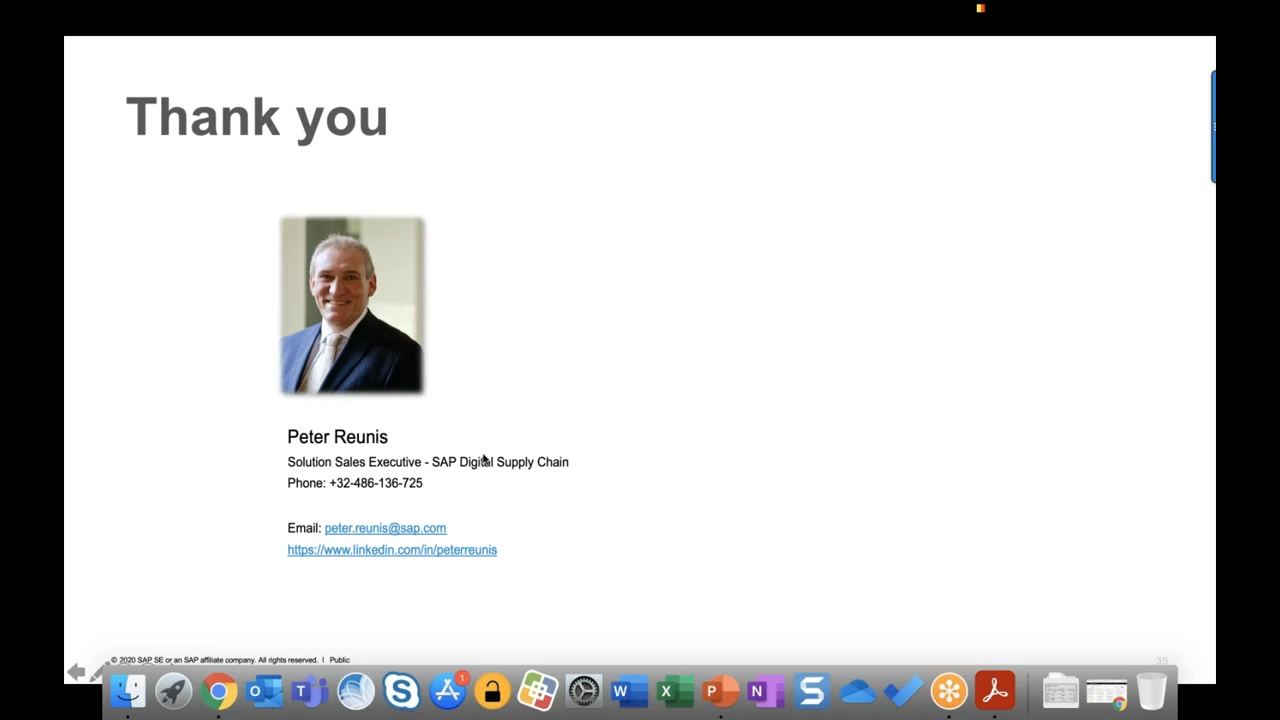 Thank you
Peter Reunis
Solution Sales Executive - SAP Digital Supply Chain
Phone: +32-486-136-725
Email: peter.reunis@sap.com
https://www.linkedin.com/in/peterreunis
© 2020 SAP SE or an SAP affiliate company. All rights reserved. | Public
35
1
O T S W X P N S